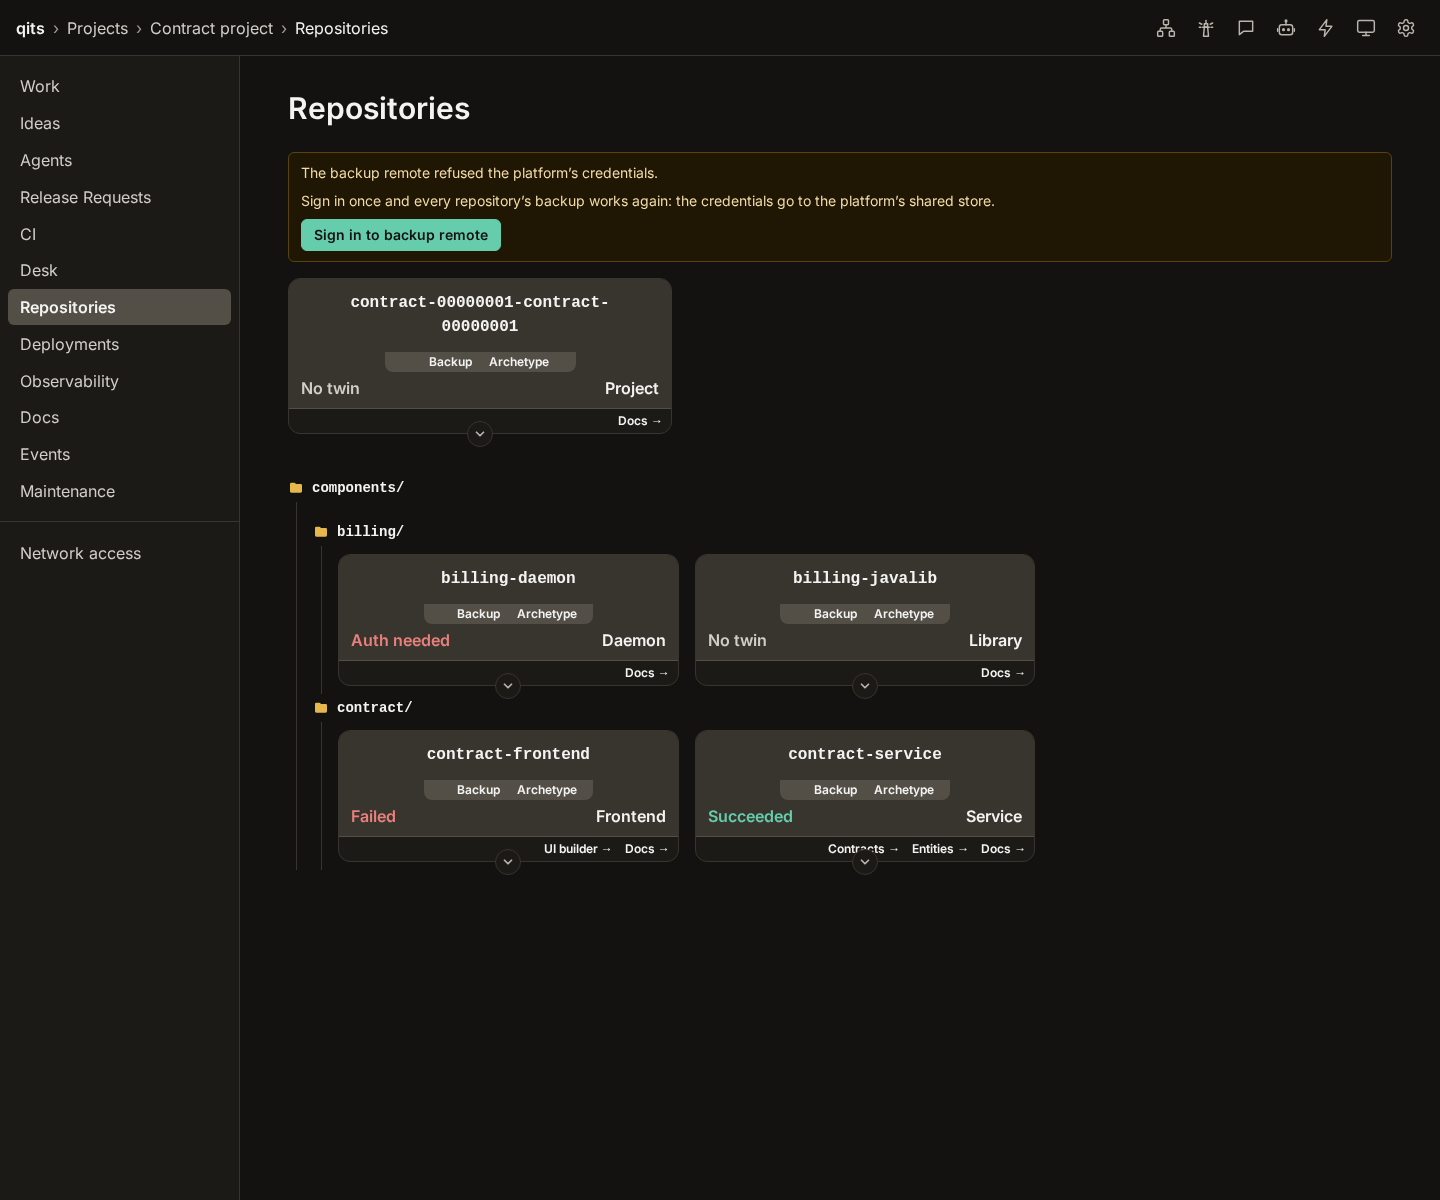 qits › Projects › Contract project › Repositories
Work
Ideas
Agents
Release Requests
CI
Desk
Repositories
Deployments
Observability
Docs
Events
Maintenance
Network access
Repositories
The backup remote refused the platform’s credentials.
Sign in once and every repository’s backup works again: the credentials go to the platform’s shared store.
Sign in to backup remote
contract-00000001-contract-
00000001
Backup Archetype
No twin Project
Docs →
components/
billing/
billing-daemon
Backup Archetype
Auth needed Daemon
Docs →
billing-javalib
Backup Archetype
No twin Library
Docs →
contract/
contract-frontend
Backup Archetype
Failed Frontend
UI builder → Docs →
contract-service
Backup Archetype
Succeeded Service
Contracts → Entities → Docs →